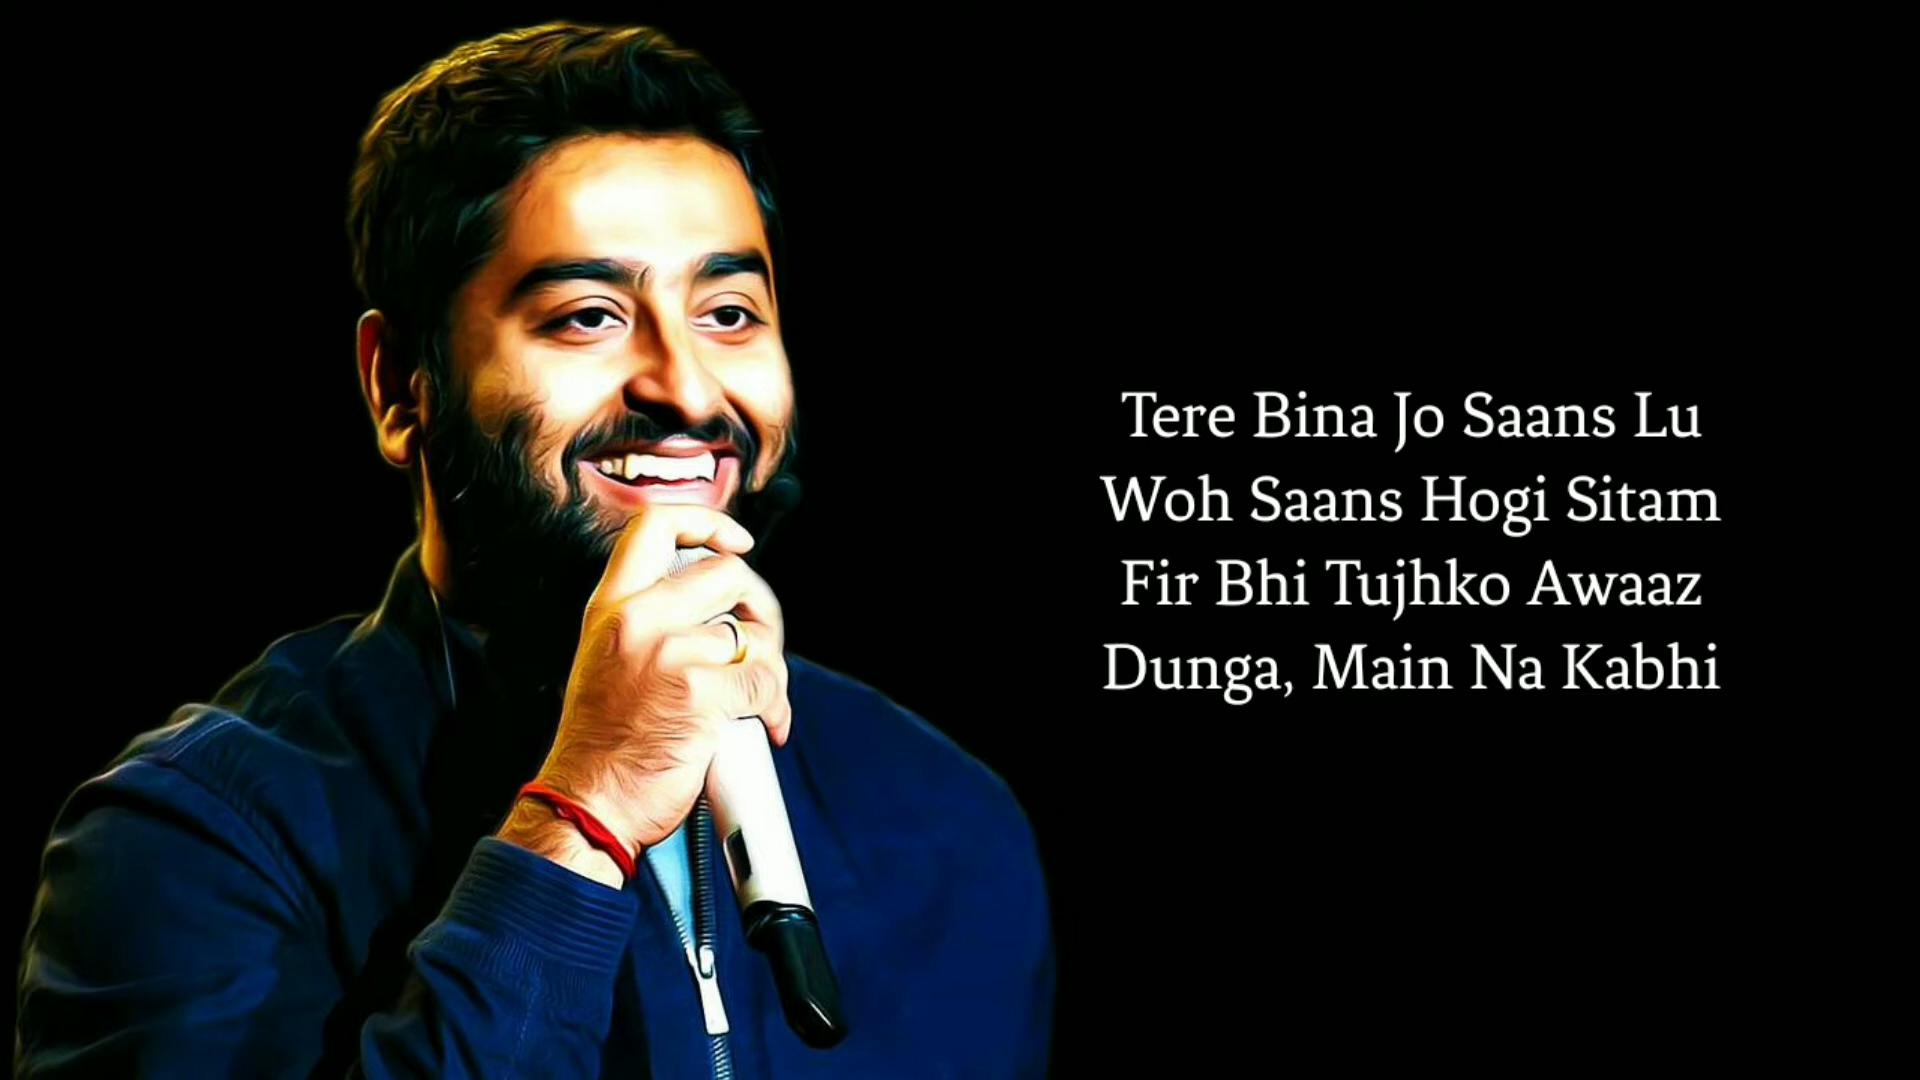 Tere Bina Jo Saans Lu
Woh Saans Hogi Sitam
Fir Bhi Tujhko Awaaz
Dunga, Main Na Kabhi